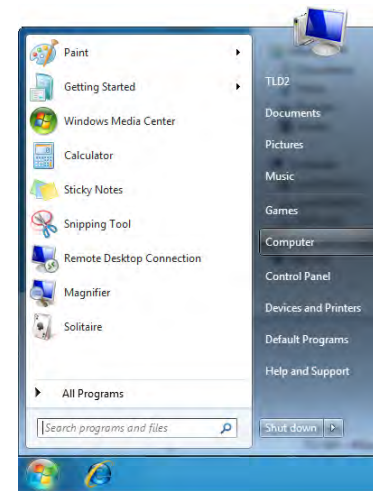 Paint
Getting Started
Windows Media Center
Calculator
Sticky Notes
Snipping Tool
Remote Desktop Connection
Magnifier
Solitaire
All Programs
Search programs and files
TLD2
Documents
Pictures
Music
Games
Computer
Control Panel
Devices and Printers
Default Programs
Help and Support
Shut down